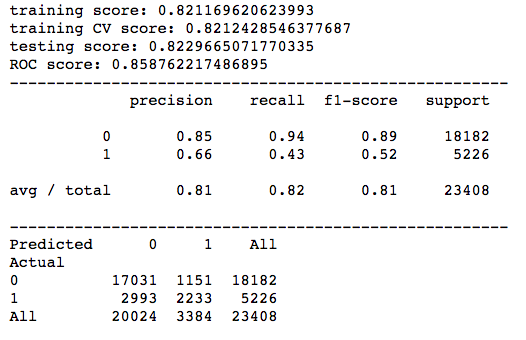 training score: 0.821169620623993
training CV score: 0.8212428546377687
testing score: 0.8229665071770335
ROC score: 0.858762217486895
-------------------------------------------------------
precision recall f1-score support
0 0.85 0.94 0.89 18182
1 0.66 0.43 0.52 5226
avg / total 0.81 0.82 0.81 23408
-------------------------------------------------------
Predicted 0 1 All
Actual
0 17031 1151 18182
1 2993 2233 5226
All 20024 3384 23408